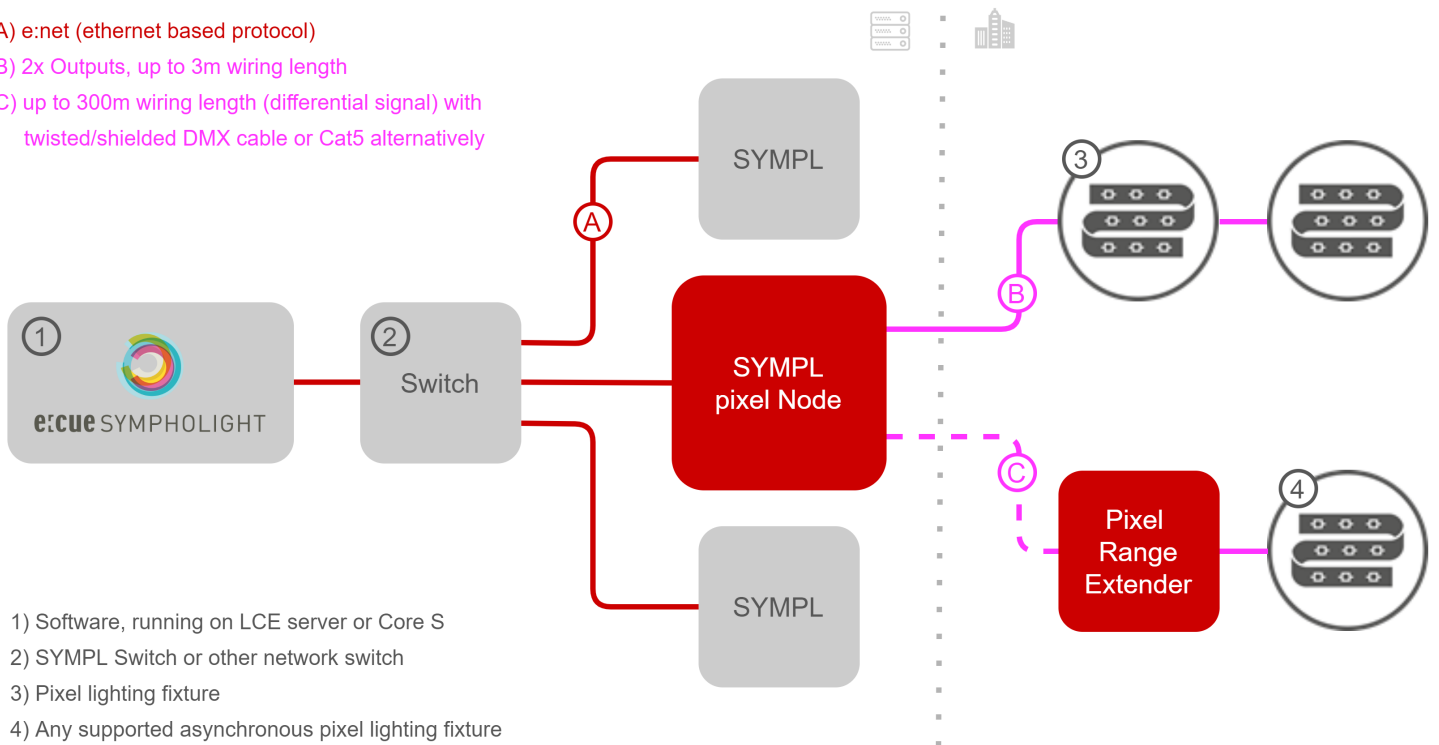 A) e:net (ethernet based protocol)
B) 2x Outputs, up to 3m wiring length
C) up to 300m wiring length (differential signal) with
twisted/shielded DMX cable or Cat5 alternatively
SYMPL
3
A
B
1
2
Switch
e:cue SYMPHOLIGHT
SYMPL
pixel Node
C
4
Pixel
Range
Extender
SYMPL
1) Software, running on LCE server or Core S
2) SYMPL Switch or other network switch
3) Pixel lighting fixture
4) Any supported asynchronous pixel lighting fixture